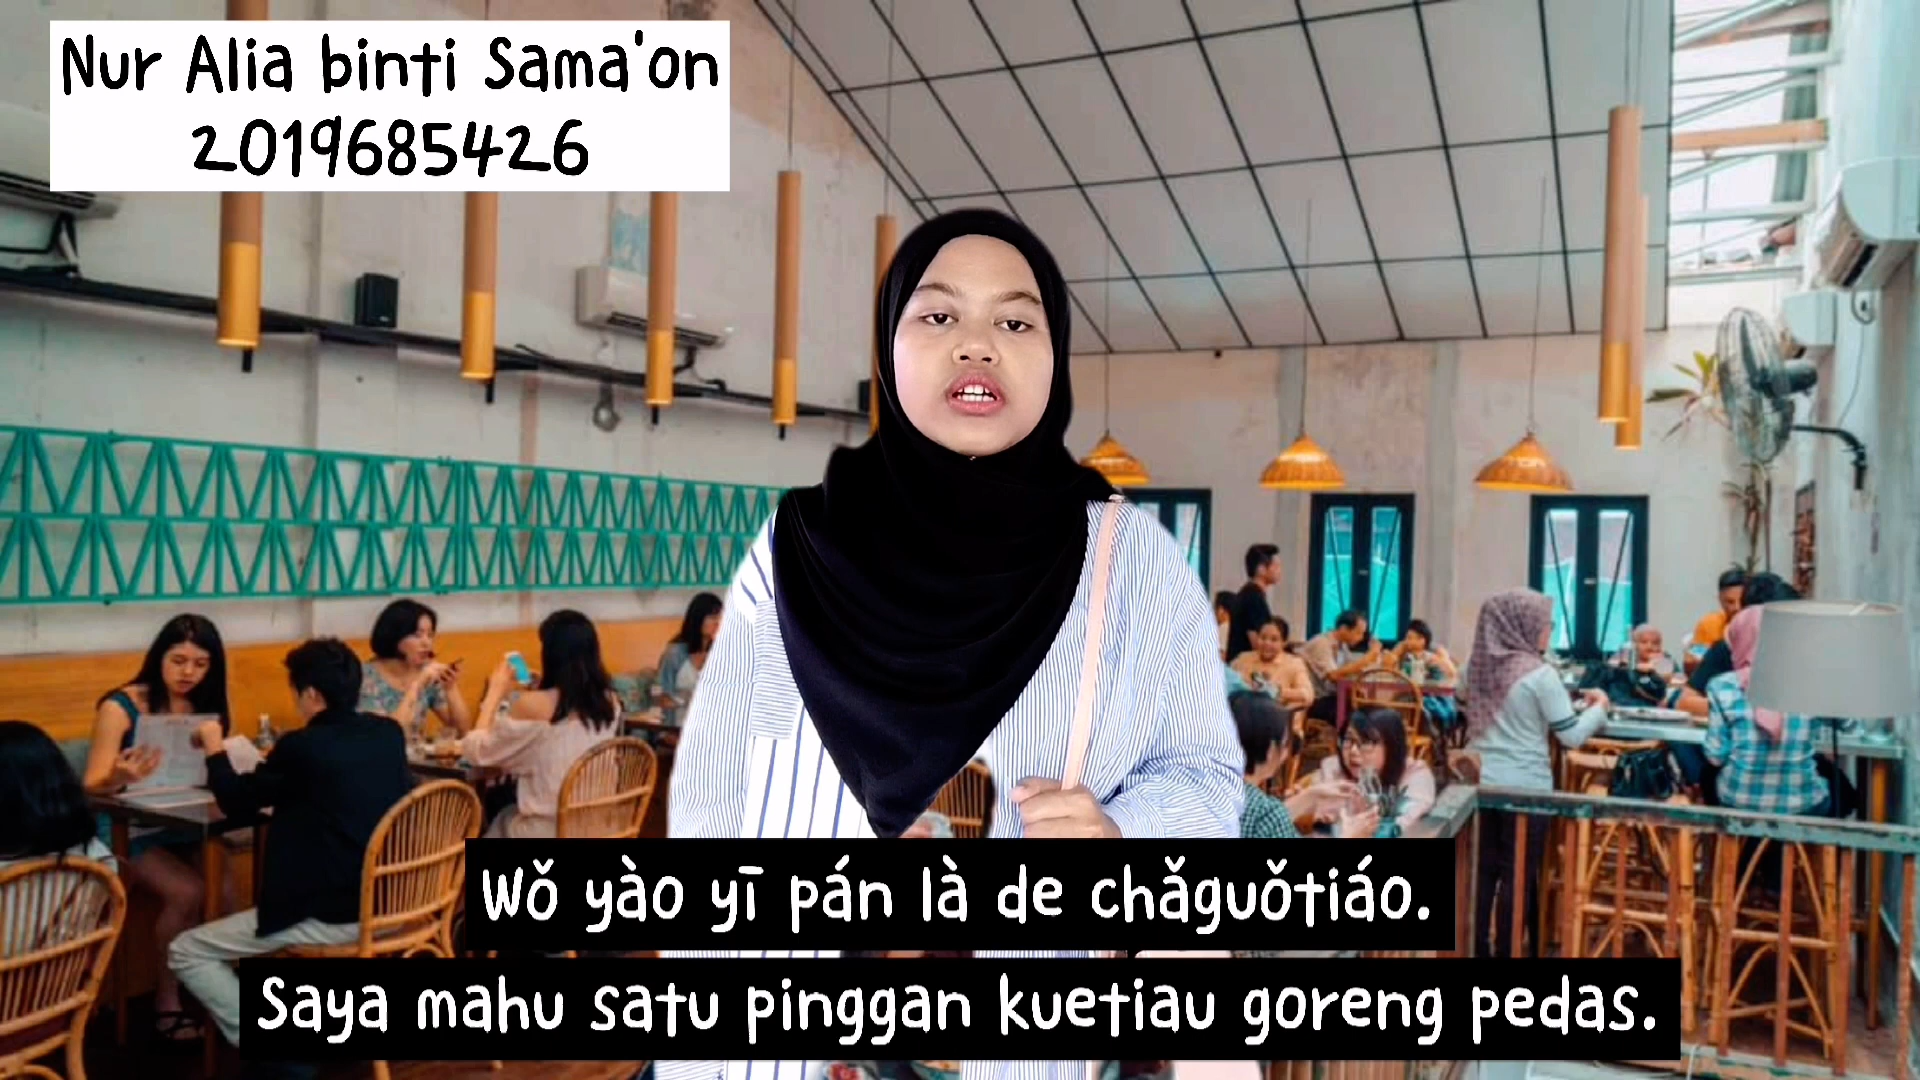 Nur Alia binti Sama'on
2019685426
Wǒ yào yī pán là de chǎguǒtiáo.
Saya mahu satu pinggan kuetiau goreng pedas.